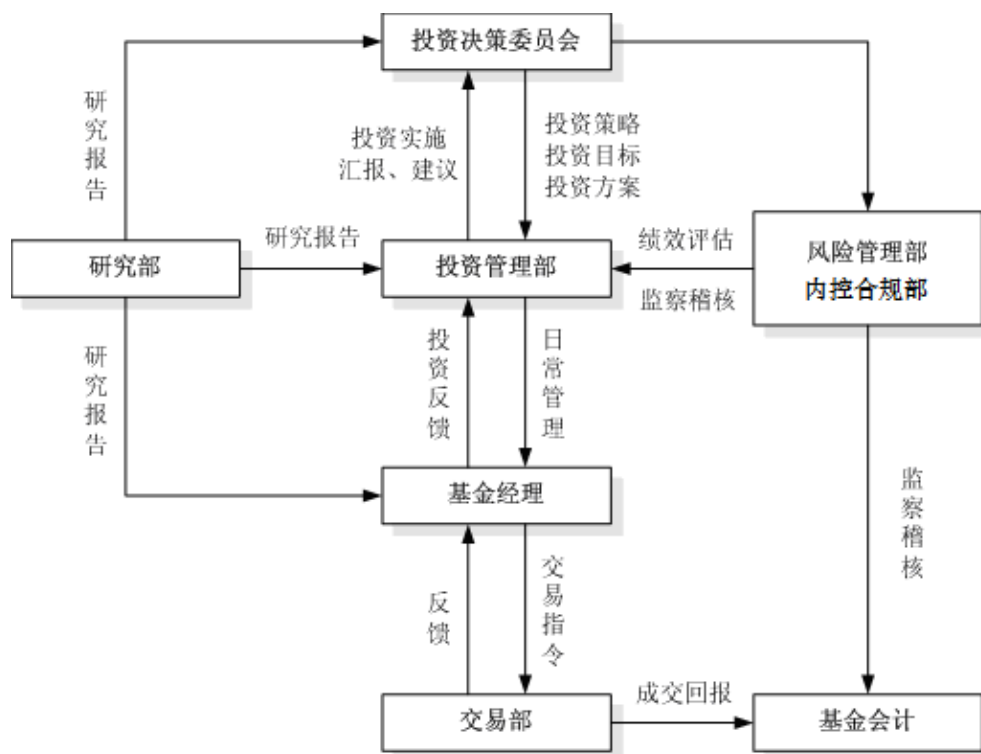 投资决策委员会
研究报告
投资实施
汇报、建议
投资策略
投资目标
投资方案
研究部
研究报告
投资管理部
绩效评估
监察稽核
风险管理部
内控合规部
研究报告
投资反馈
日常管理
基金经理
监察稽核
反馈
交易指令
交易部
成交回报
基金会计